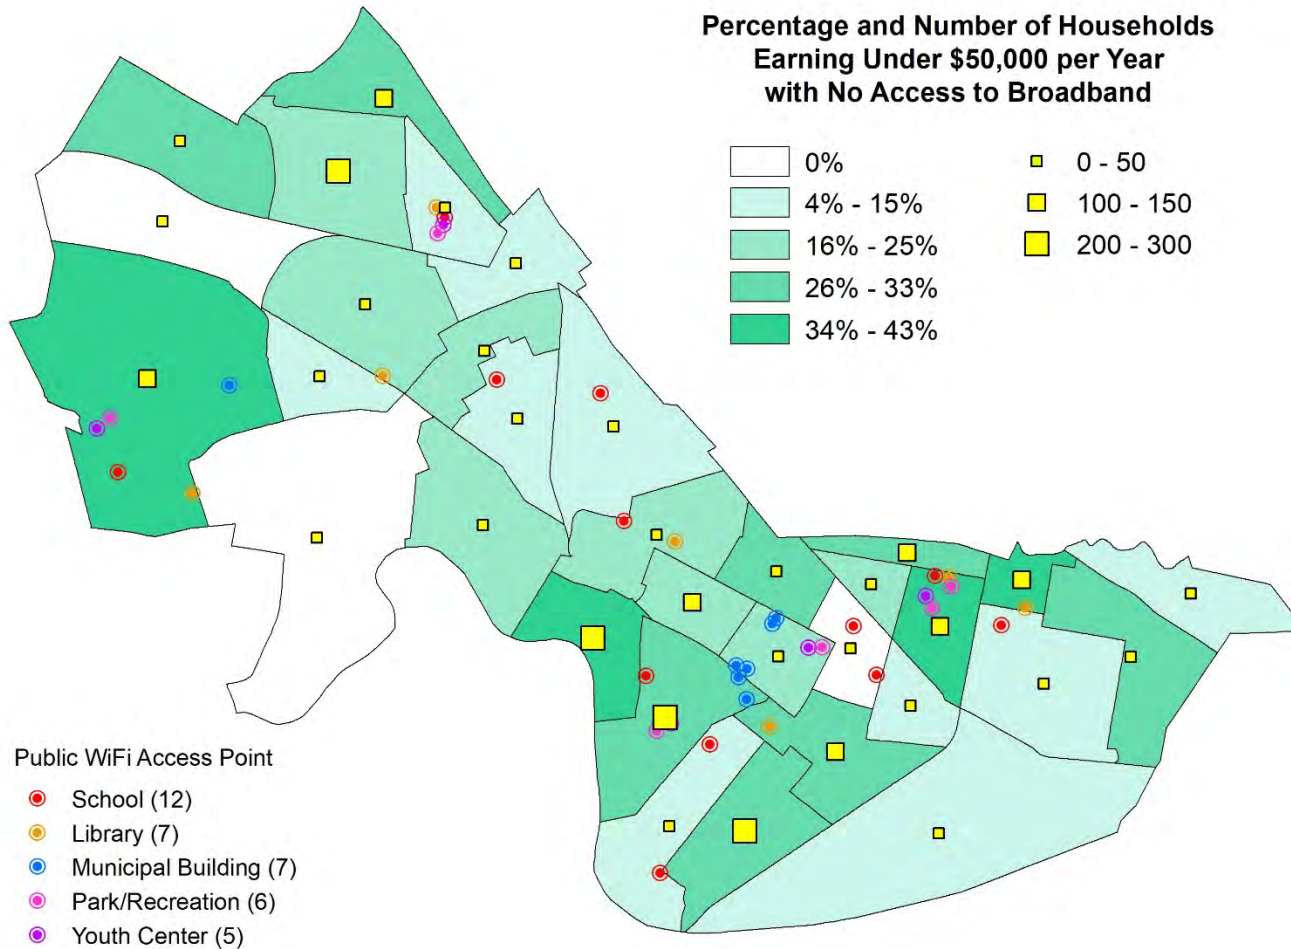 Percentage and Number of Households
Earning Under $50,000 per Year
with No Access to Broadband
0%
4% - 15%
16% - 25%
26% - 33%
34% - 43%
0 - 50
100 - 150
200 - 300
Public WiFi Access Point
School (12)
Library (7)
Municipal Building (7)
Park/Recreation (6)
Youth Center (5)